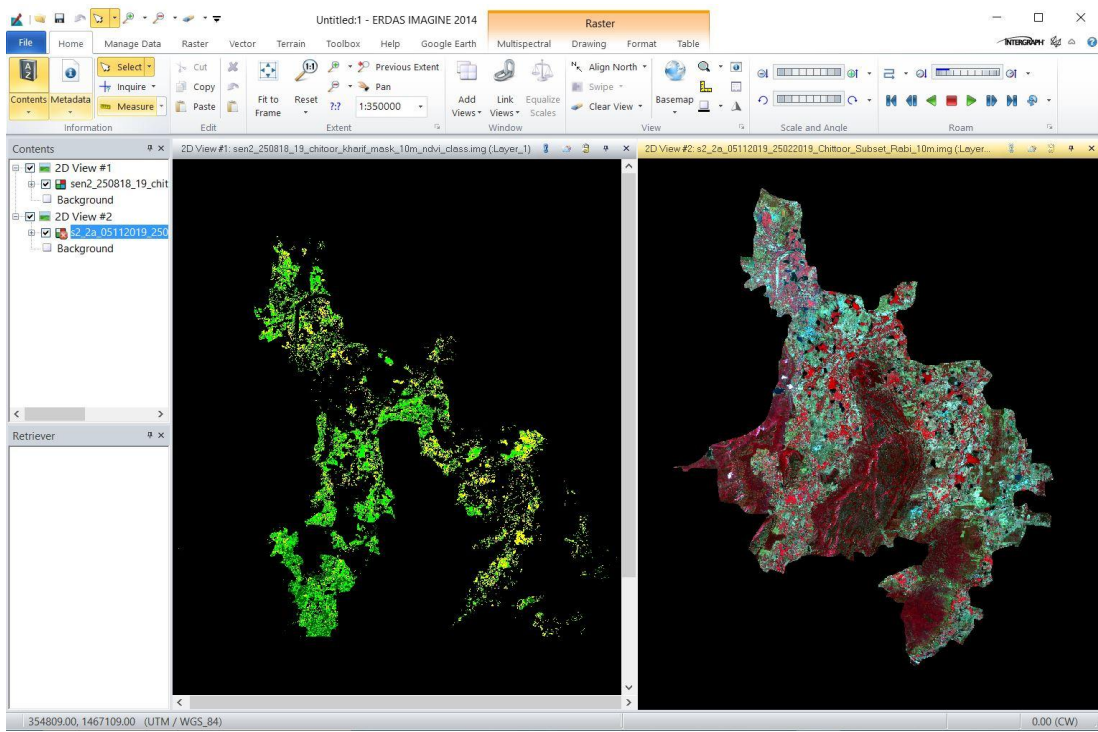 Untitled:1 - ERDAS IMAGINE 2014
Raster
File Home Manage Data Raster Vector Terrain Toolbox Help Google Earth Multispectral Drawing Format Table
INTERGRAPH
Contents
Metadata
Select
Inquire
Measure
Information
Cut
Copy
Paste
Edit
Fit to Frame
Reset
1:1
?:?
Previous Extent
Pan
1:350000
Extent
Add Views
Link Views
Equalize Scales
Window
Align North
Swipe
Clear View
Basemap
View
Scale and Angle
Roam
Contents
2D View #1
sen2_250818_19_chit
Background
2D View #2
s2_2a_05112019_250
Background
Retriever
2D View #1: sen2_250818_19_chitoor_kharif_mask_10m_ndvi_class.img (:Layer_1)
2D View #2: s2_2a_05112019_25022019_Chittoor_Subset_Rabi_10m.img (:Layer...
354809.00, 1467109.00 (UTM / WGS_84)
0.00 (CW)